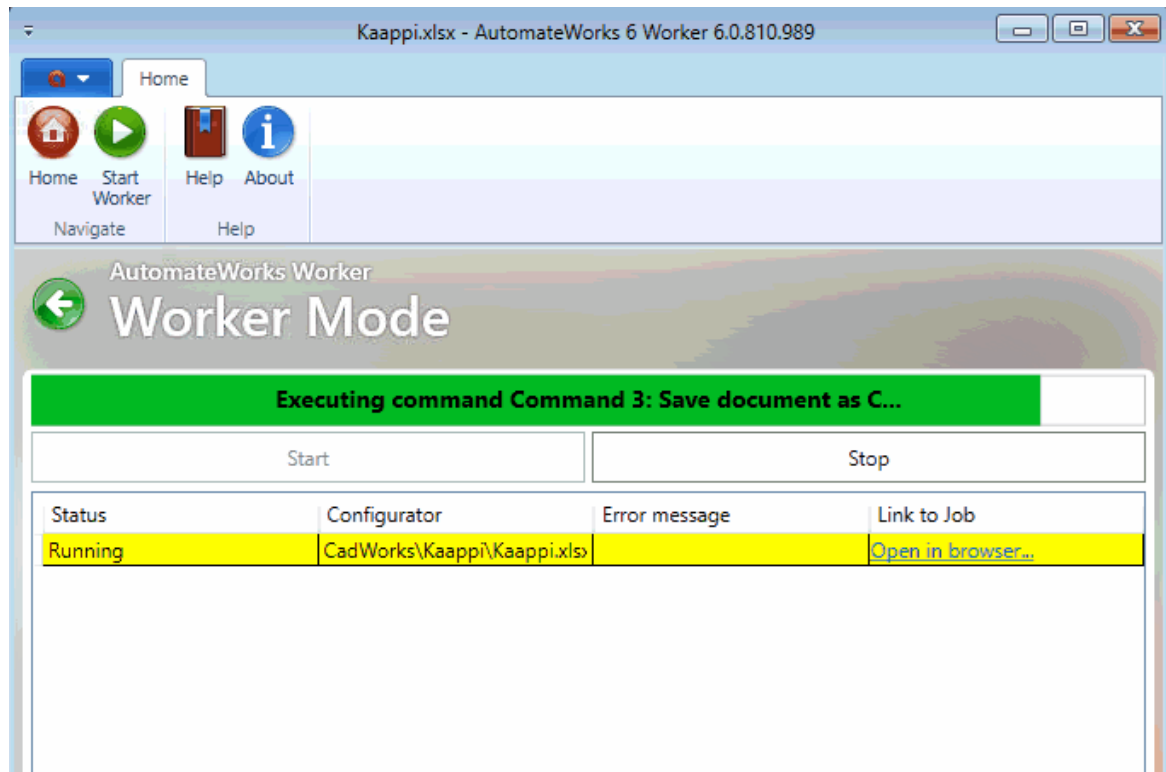 Kaappi.xlsx - AutomateWorks 6 Worker 6.0.810.989
Home
Home
Start
Worker
Help
About
Navigate
Help
AutomateWorks Worker
Worker Mode
Executing command Command 3: Save document as C...
Start
Stop
Status
Configurator
Error message
Link to Job
Running
CadWorks\Kaappi\Kaappi.xlsx
Open in browser...